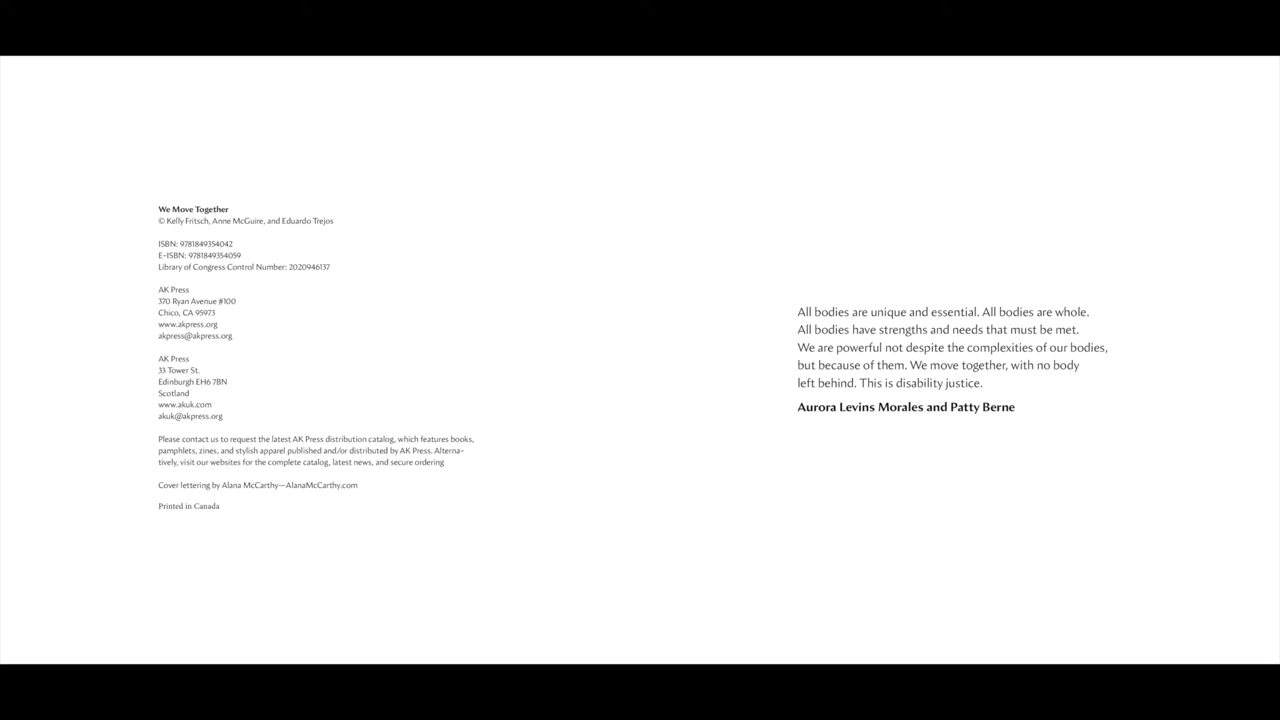 We Move Together
© Kelly Fritsch, Anne McGuire, and Eduardo Trejos
ISBN: 9781849354042
E-ISBN: 9781849354059
Library of Congress Control Number: 2020946137
AK Press
370 Ryan Avenue #100
Chico, CA 95973
www.akpress.org
akpress@akpress.org
AK Press
33 Tower St.
Edinburgh EH6 7BN
Scotland
www.akuk.com
akuk@akpress.org
Please contact us to request the latest AK Press distribution catalog, which features books,
pamphlets, zines, and stylish apparel published and/or distributed by AK Press. Alterna-
tively, visit our websites for the complete catalog, latest news, and secure ordering
Cover lettering by Alana McCarthy—AlanaMcCarthy.com
Printed in Canada
All bodies are unique and essential. All bodies are whole.
All bodies have strengths and needs that must be met.
We are powerful not despite the complexities of our bodies,
but because of them. We move together, with no body
left behind. This is disability justice.
Aurora Levins Morales and Patty Berne